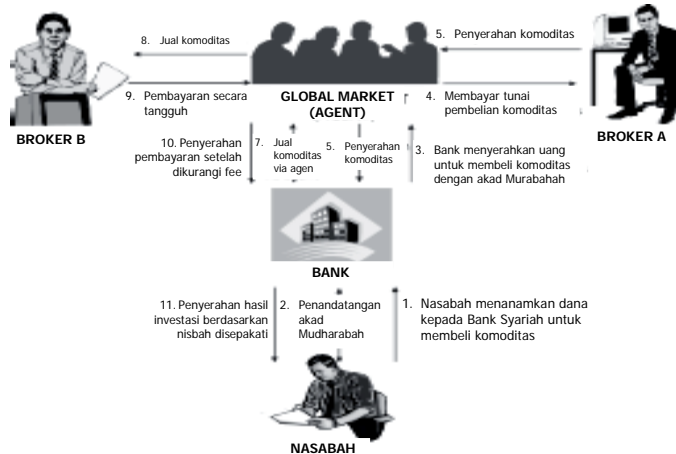 8. Jual komoditas
5. Penyerahan komoditas
9. Pembayaran secara
tangguh
GLOBAL MARKET
(AGENT)
4. Membayar tunai
pembelian komoditas
BROKER B
BROKER A
10. Penyerahan
pembayaran setelah
dikurangi fee
7. Jual
komoditas
via agen
5. Penyerahan
komoditas
3. Bank menyerahkan uang
untuk membeli komoditas
dengan akad Murabahah
BANK
11. Penyerahan hasil
investasi berdasarkan
nisbah disepakati
2. Penandatangan
akad
Mudharabah
1. Nasabah menanamkan dana
kepada Bank Syariah untuk
membeli komoditas
NASABAH